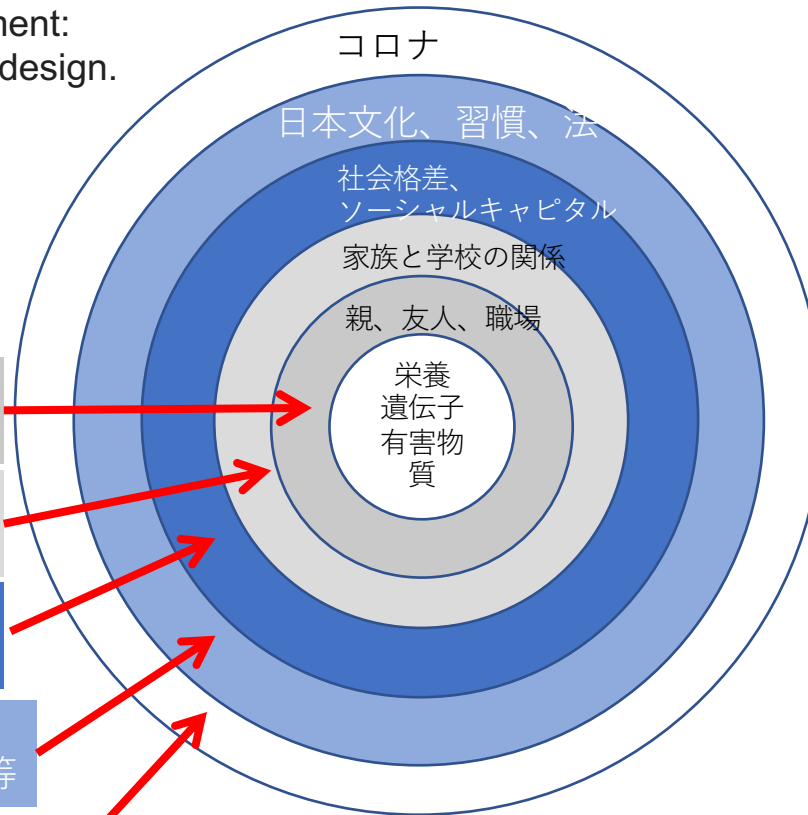 ment:
design.
コロナ
日本文化、習慣、法
社会格差、
ソーシャルキャピタル
家族と学校の関係
親、友人、職場
栄養
遺伝子
有害物
質
等